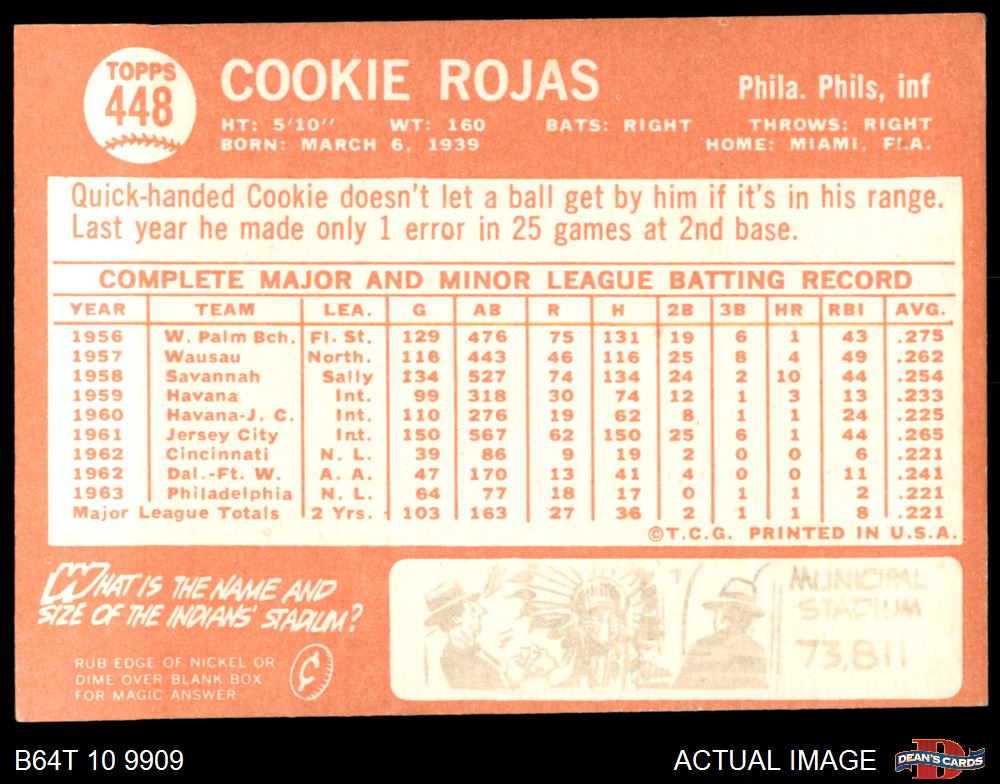 TOPPS
448
COOKIE ROJAS
Phila. Phils, inf
HT: 5'10" WT: 160 BATS: RIGHT THROWS: RIGHT
BORN: MARCH 6, 1939 HOME: MIAMI, FLA.
Quick-handed Cookie doesn't let a ball get by him if it's in his range.
Last year he made only 1 error in 25 games at 2nd base.
COMPLETE MAJOR AND MINOR LEAGUE BATTING RECORD
YEAR TEAM LEA. G AB R H 2B 3B HR RBI AVG.
1956 W. Palm Bch. Fl. St. 129 476 75 131 19 6 1 43 .275
1957 Wausau North. 116 443 46 116 25 8 4 49 .262
1958 Savannah Sally 134 527 74 134 24 2 10 44 .254
1959 Havana Int. 99 318 30 74 12 1 3 13 .233
1960 Havana-J. C. Int. 110 276 19 62 8 1 1 24 .225
1961 Jersey City Int. 150 567 62 150 25 6 1 44 .265
1962 Cincinnati N. L. 39 86 9 19 2 0 0 6 .221
1962 Dal.-Ft. W. A. A. 47 170 13 41 4 0 0 11 .241
1963 Philadelphia N. L. 64 77 18 17 0 1 1 2 .221
Major League Totals 2 Yrs. 103 163 27 36 2 1 1 8 .221
©T.C.G. PRINTED IN U.S.A.
WHAT IS THE NAME AND
SIZE OF THE INDIANS' STADIUM?
RUB EDGE OF NICKEL OR
DIME OVER BLANK BOX
FOR MAGIC ANSWER
¢
MUNICIPAL
STADIUM
73,811
B64T 10 9909
ACTUAL IMAGE
DEAN'S CARDS